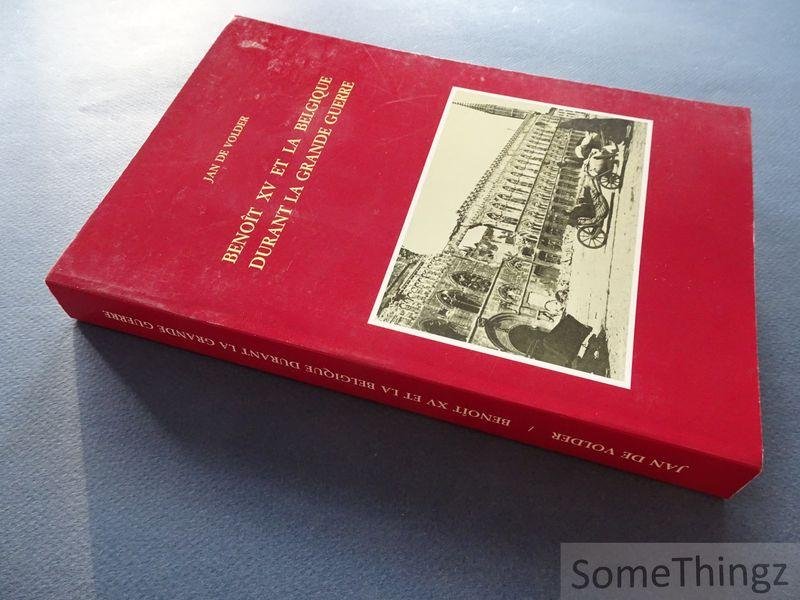 JAN DE VOLDER
BENOÎT XV ET LA BELGIQUE
DURANT LA GRANDE GUERRE
JAN DE VOLDER / BENOÎT XV ET LA BELGIQUE DURANT LA GRANDE GUERRE
SomeThingz